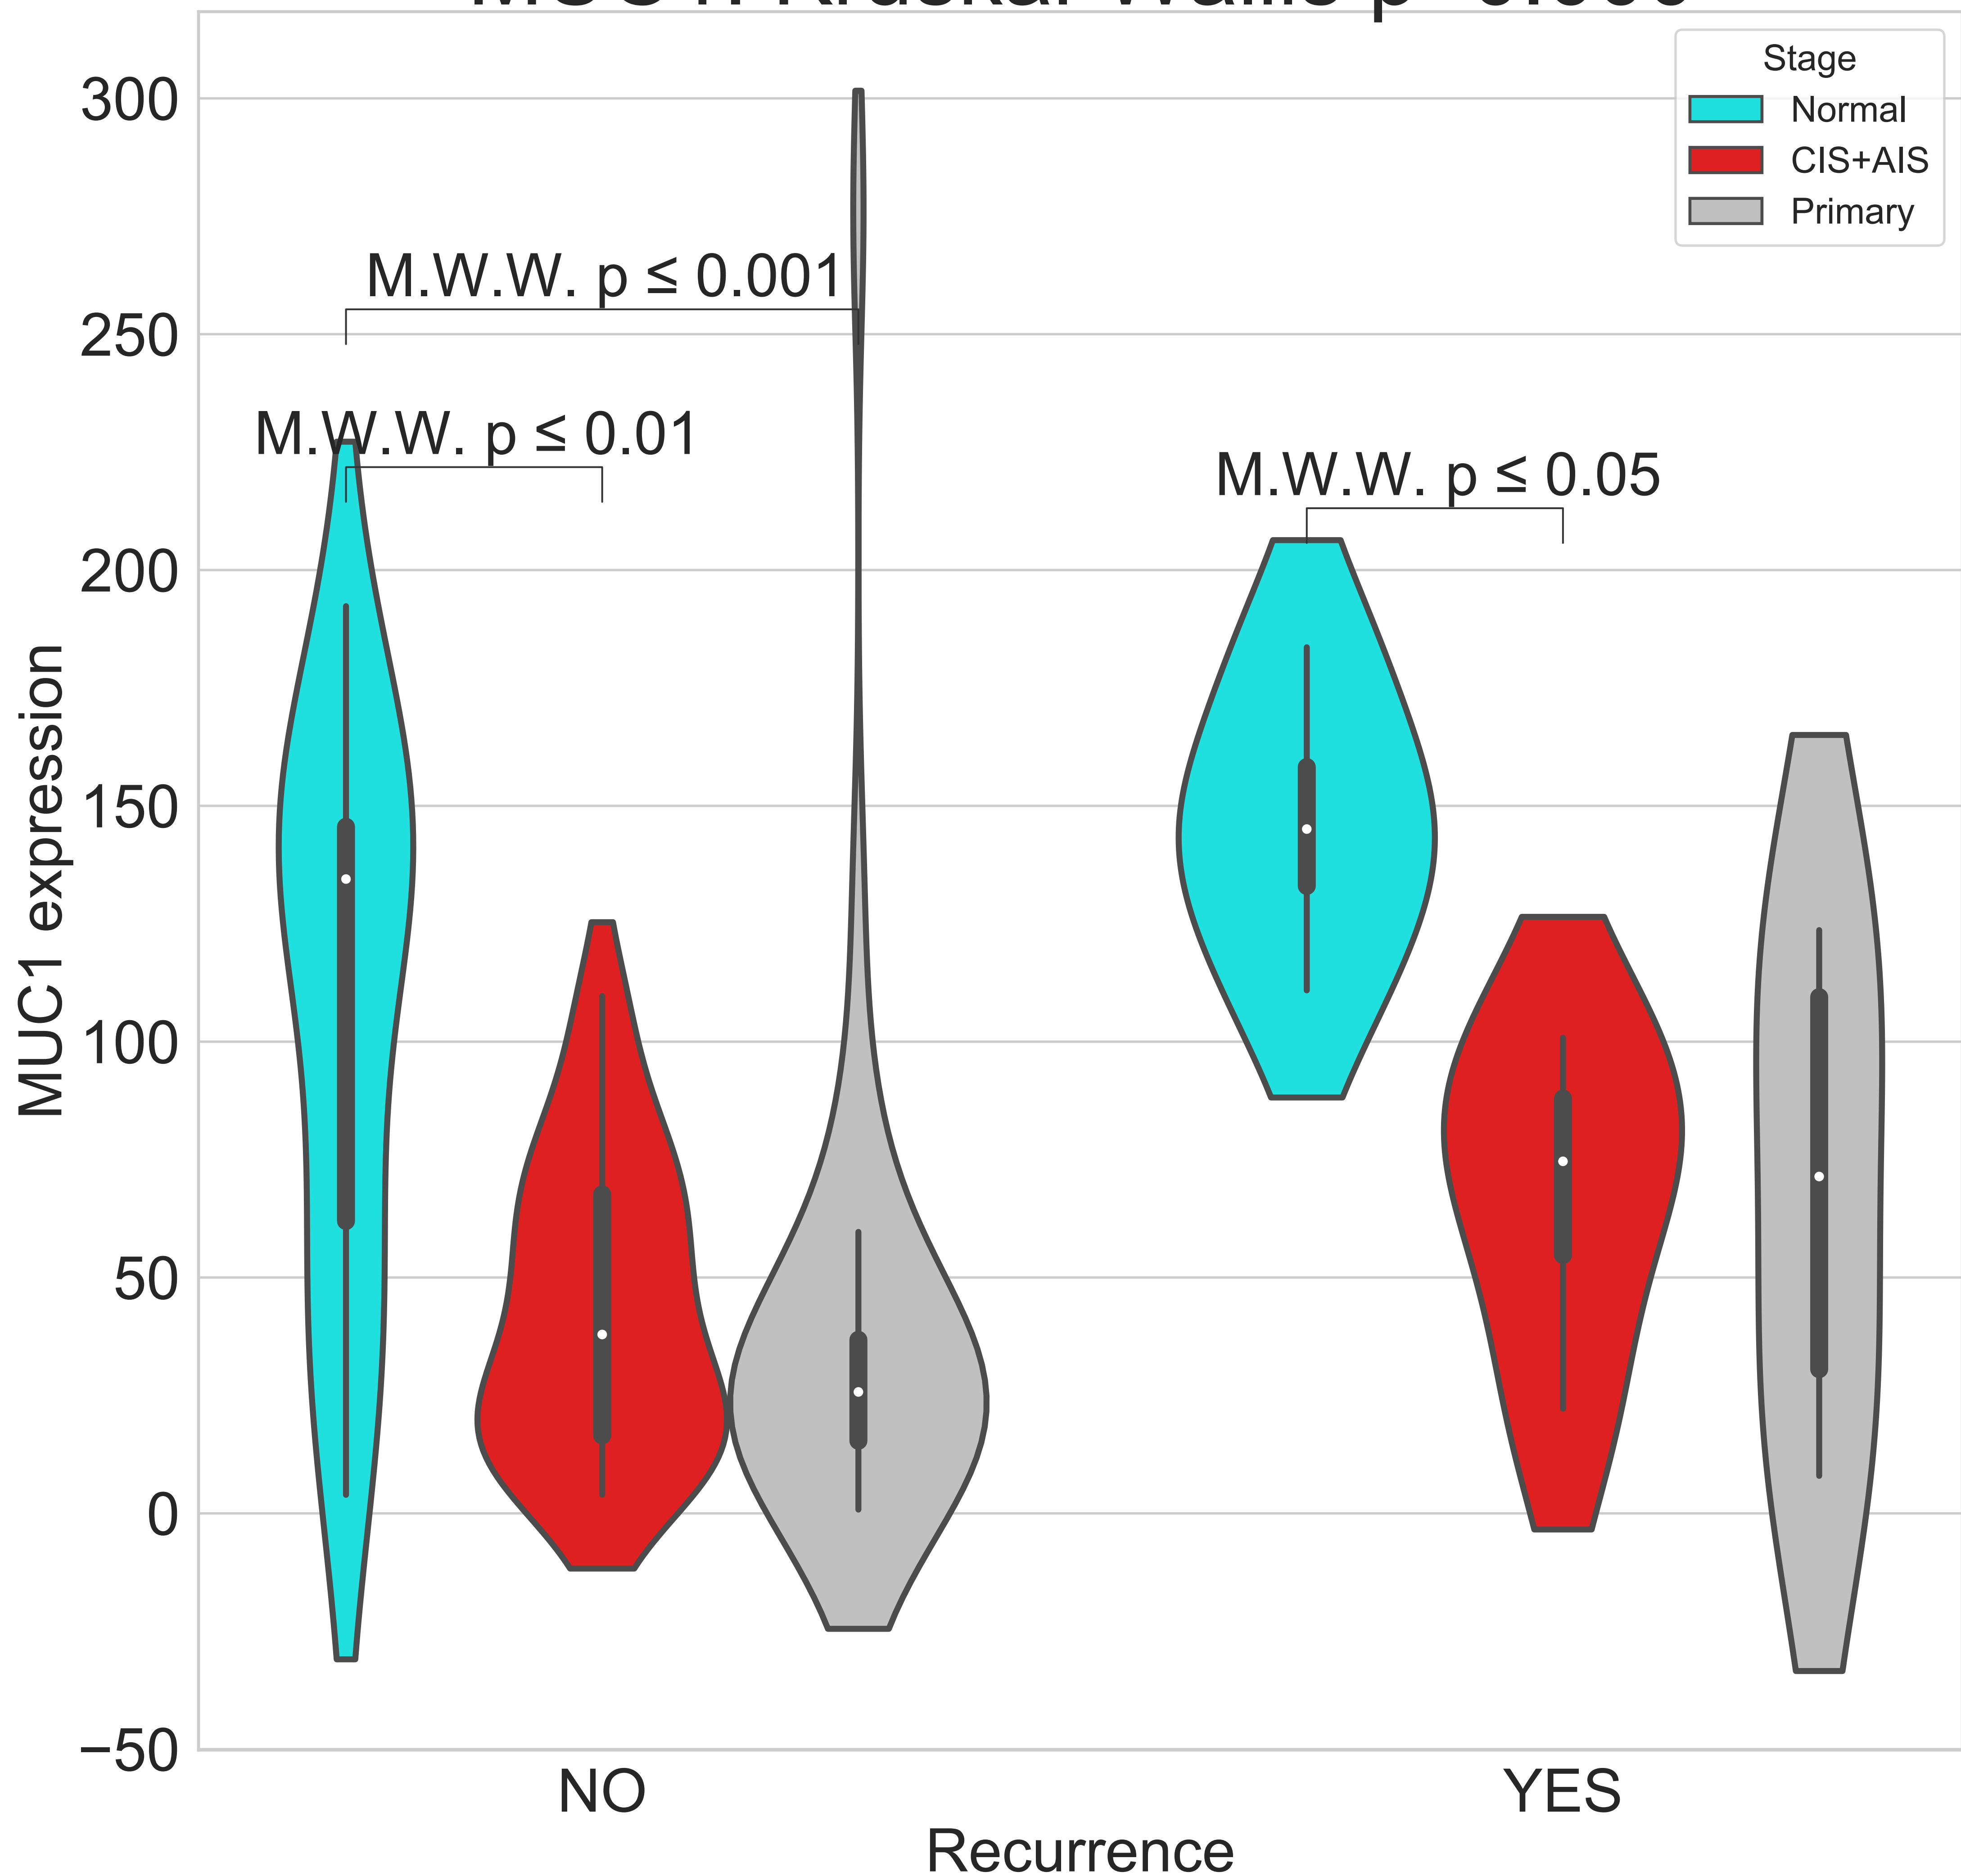 300
250
200
150
100
50
0
−50
MUC1 expression
Stage
Normal
CIS+AIS
Primary
M.W.W. p ≤ 0.001
M.W.W. p ≤ 0.01
M.W.W. p ≤ 0.05
NO
YES
Recurrence